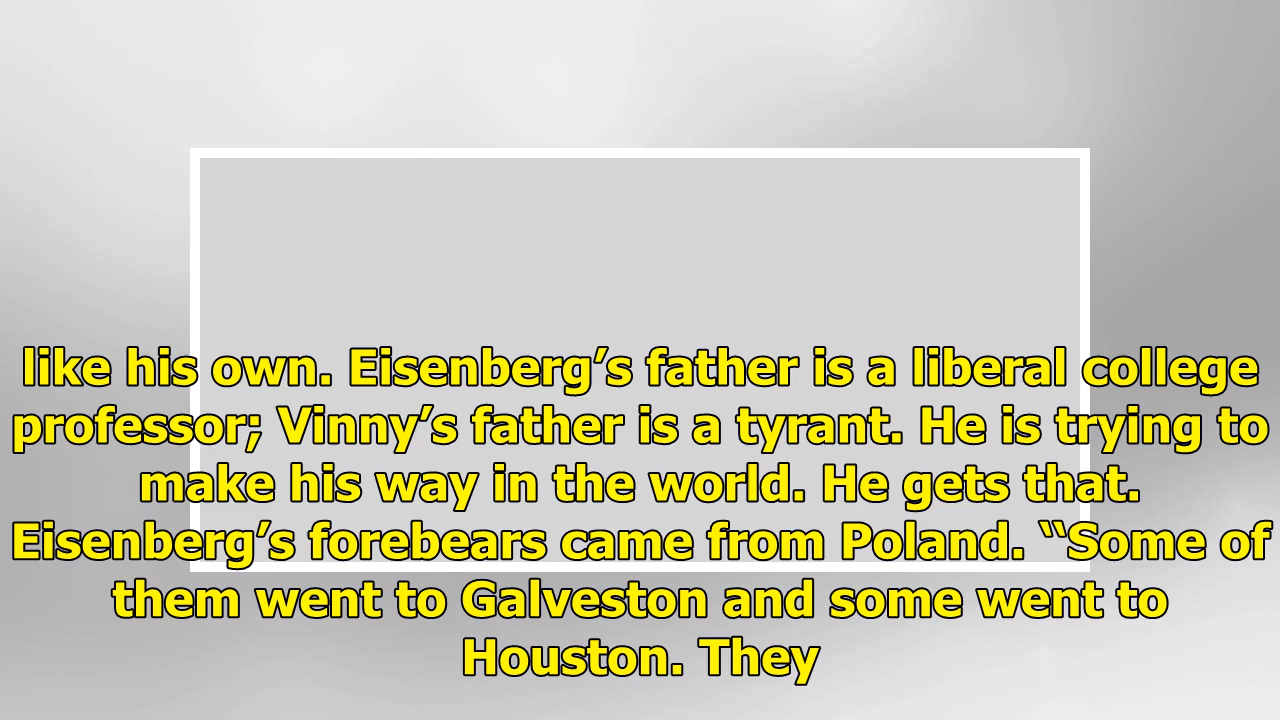 like his own. Eisenberg’s father is a liberal college
professor; Vinny’s father is a tyrant. He is trying to
make his way in the world. He gets that.
Eisenberg’s forebears came from Poland. ‘‘Some of
them went to Galveston and some went to
Houston. They